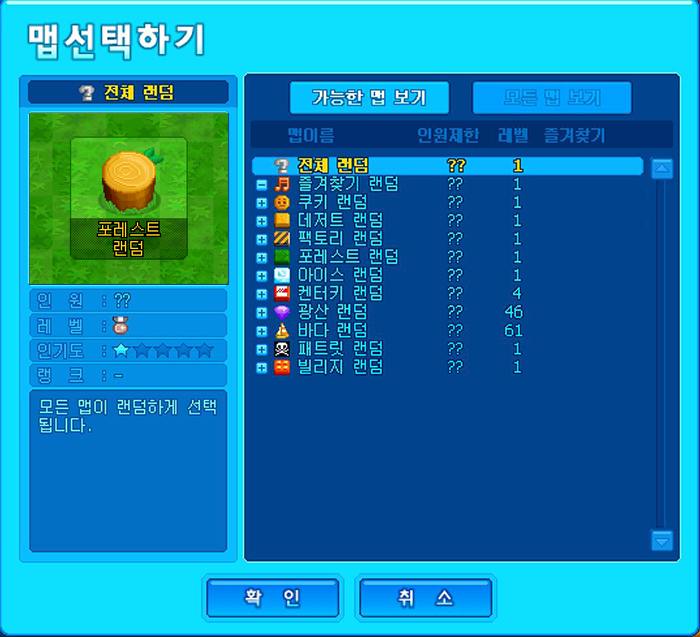 맵선택하기
? 전체 랜덤
포레스트
랜덤
인 원 : ??
레 벨 :
인기도 :
랭 크 : -
모든 맵이 랜덤하게 선택
됩니다.
가능한 맵 보기 모든 맵 보기
맵이름 인원제한 레벨 즐겨찾기
? 전체 랜덤 ?? 1
즐겨찾기 랜덤 ?? 1
쿠키 랜덤 ?? 1
데저트 랜덤 ?? 1
팩토리 랜덤 ?? 1
포레스트 랜덤 ?? 1
아이스 랜덤 ?? 1
켄터키 랜덤 ?? 4
광산 랜덤 ?? 46
바다 랜덤 ?? 61
패트릿 랜덤 ?? 1
빌리지 랜덤 ?? 1
확 인 취 소